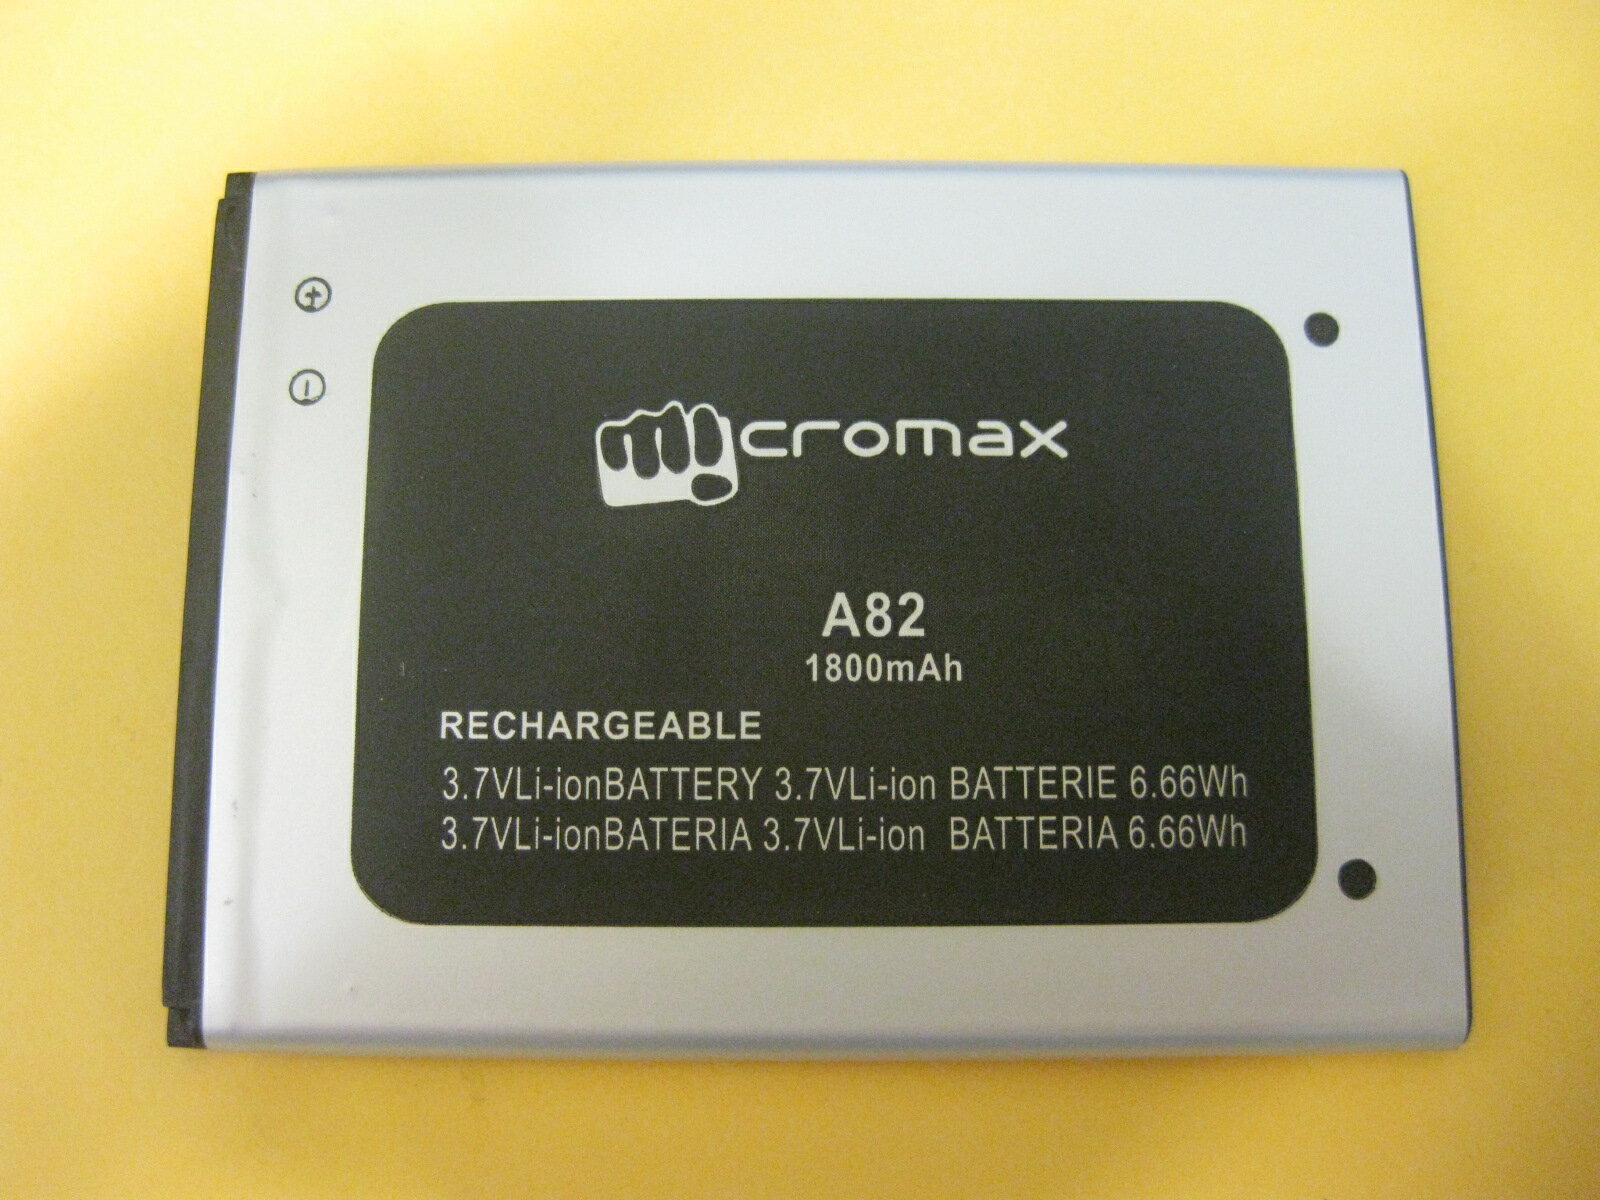 micromax
A82
1800mAh
RECHARGEABLE
3.7VLi-ionBATTERY 3.7VLi-ion BATTERIE 6.66Wh
3.7VLi-ionBATERIA 3.7VLi-ion BATTERIA 6.66Wh